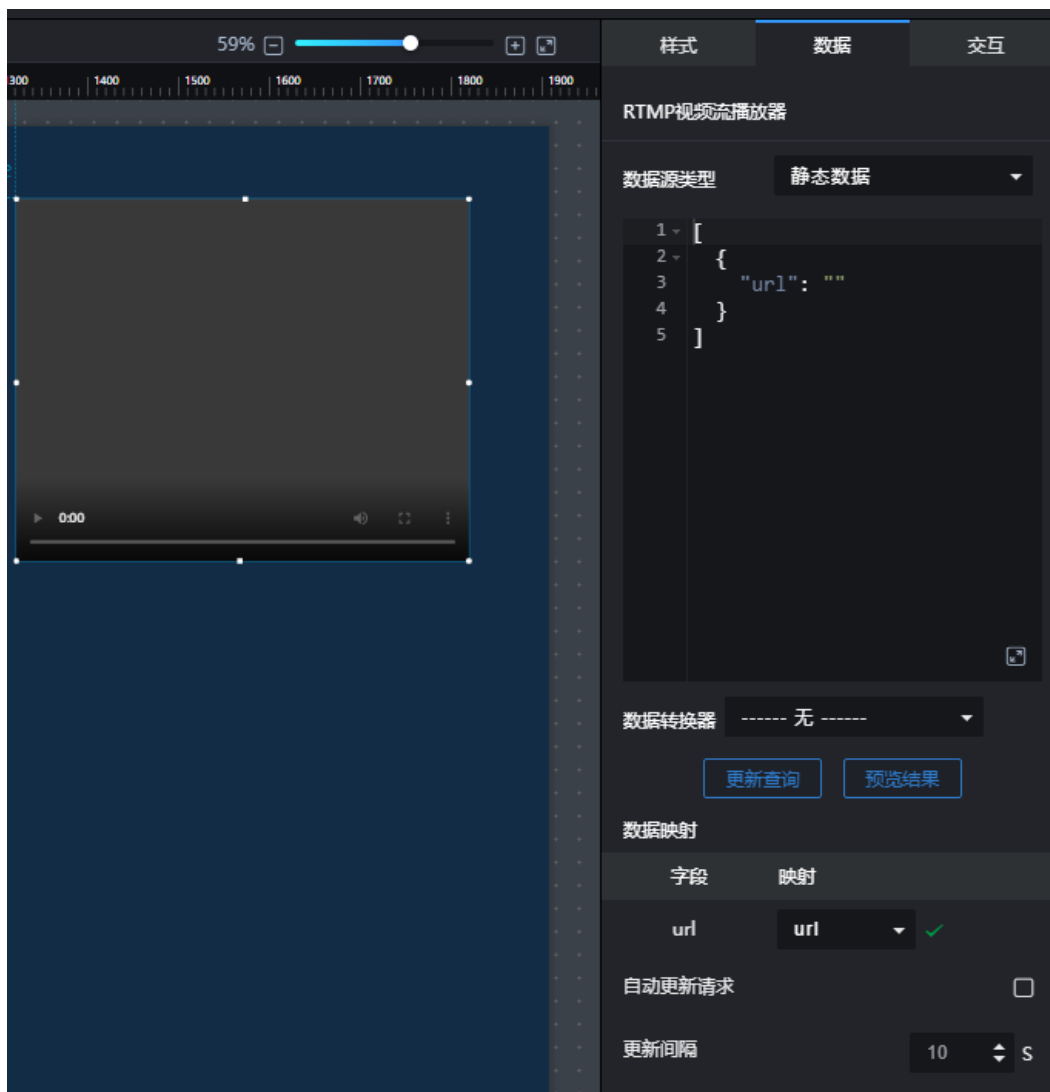 59%
样式 数据 交互
300 1400 1500 1600 1700 1800 1900
RTMP视频流播放器
数据源类型 静态数据
1 [
2 {
3 "url": ""
4 }
5 ]
0:00
数据转换器 ------ 无 ------
更新查询 预览结果
数据映射
字段 映射
url url
自动更新请求
更新间隔 10 S